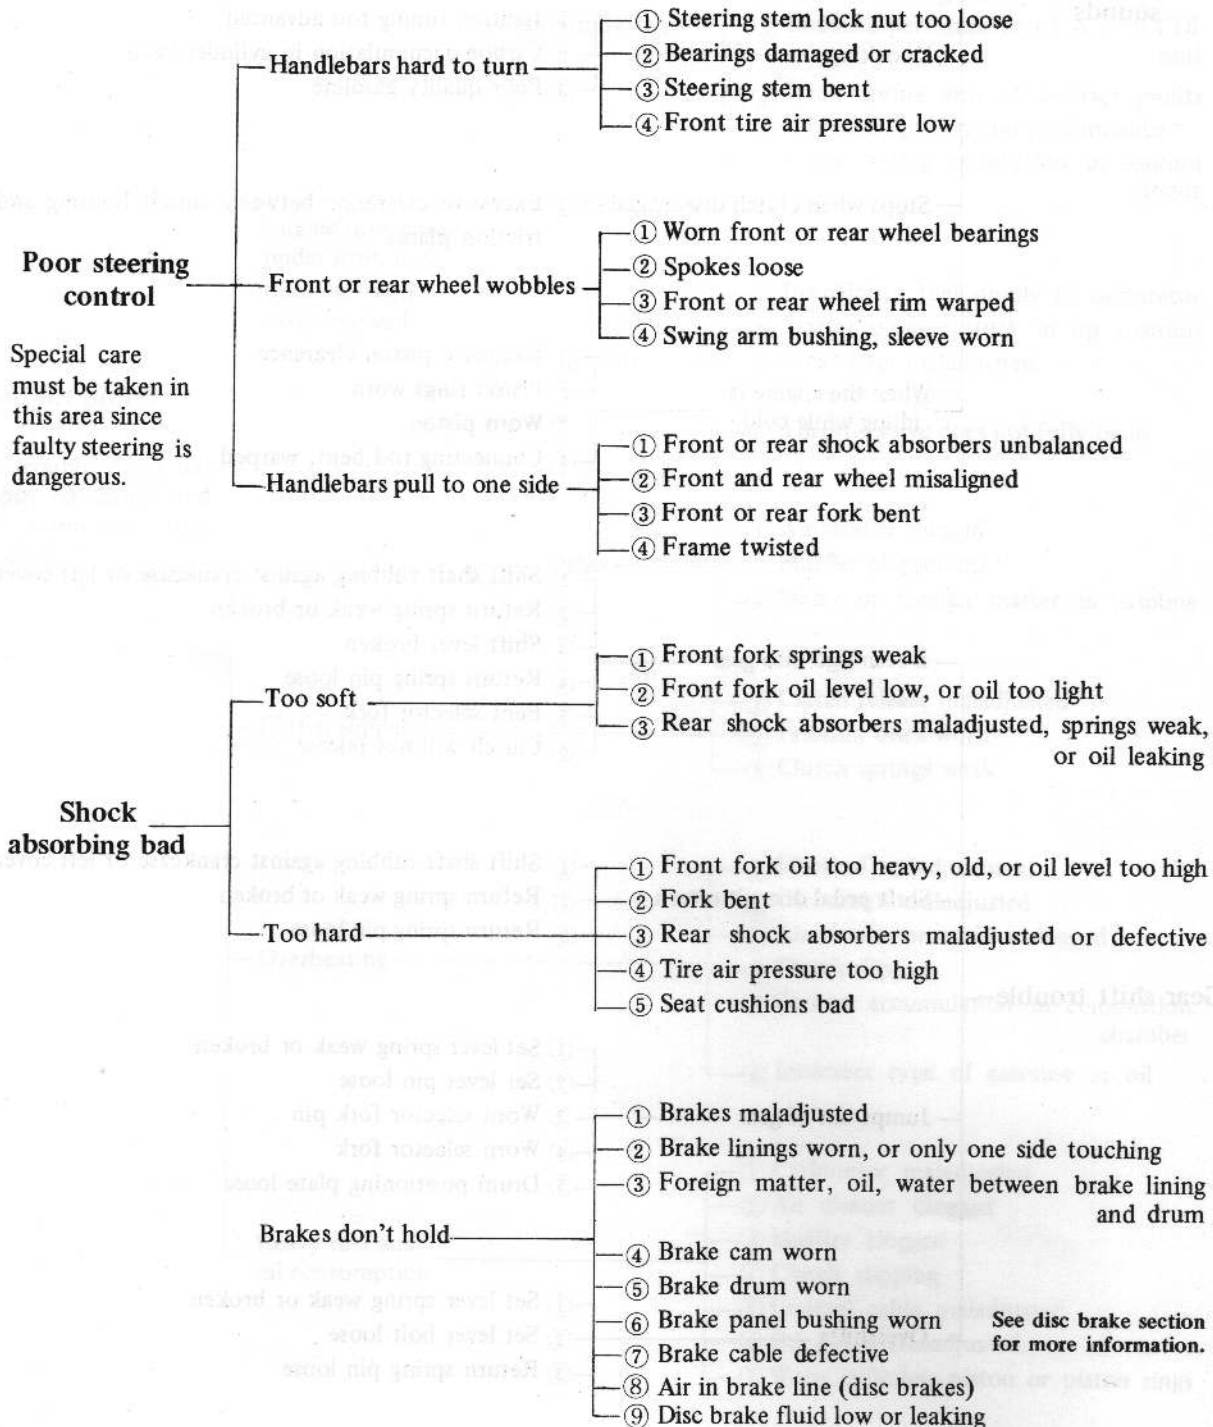 Poor steering
control
Special care
must be taken in
this area since
faulty steering is
dangerous.
Handlebars hard to turn
① Steering stem lock nut too loose
② Bearings damaged or cracked
③ Steering stem bent
④ Front tire air pressure low
Front or rear wheel wobbles
① Worn front or rear wheel bearings
② Spokes loose
③ Front or rear wheel rim warped
④ Swing arm bushing, sleeve worn
Handlebars pull to one side
① Front or rear shock absorbers unbalanced
② Front and rear wheel misaligned
③ Front or rear fork bent
④ Frame twisted
Shock
absorbing bad
Too soft
① Front fork springs weak
② Front fork oil level low, or oil too light
③ Rear shock absorbers maladjusted, springs weak,
or oil leaking
Too hard
① Front fork oil too heavy, old, or oil level too high
② Fork bent
③ Rear shock absorbers maladjusted or defective
④ Tire air pressure too high
⑤ Seat cushions bad
Brakes don't hold
① Brakes maladjusted
② Brake linings worn, or only one side touching
③ Foreign matter, oil, water between brake lining
and drum
④ Brake cam worn
⑤ Brake drum worn
⑥ Brake panel bushing worn
⑦ Brake cable defective
⑧ Air in brake line (disc brakes)
⑨ Disc brake fluid low or leaking
See disc brake section
for more information.